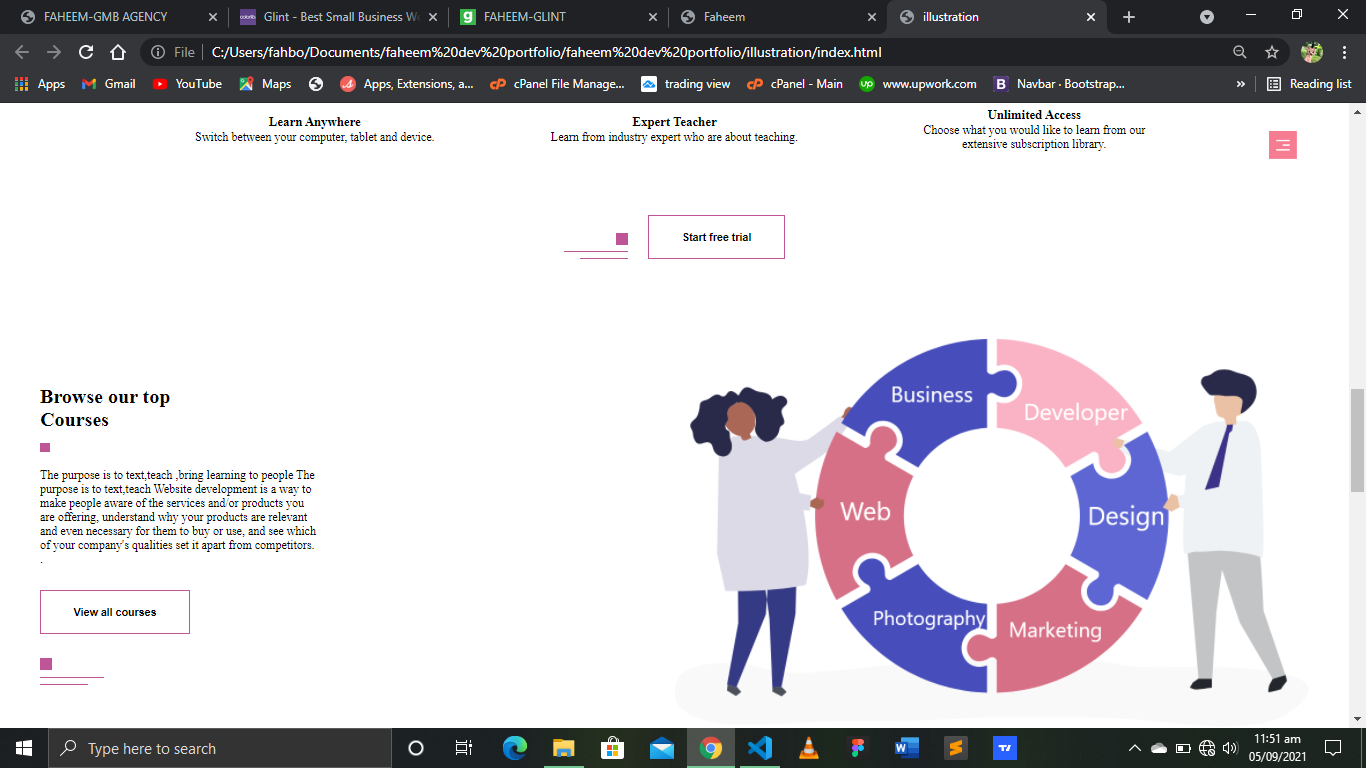 FAHEEM-GMB AGENCY
Glint - Best Small Business W
FAHEEM-GLINT
Faheem
illustration
File
C:/Users/fahbo/Documents/faheem%20dev%20portfolio/faheem%20dev%20portfolio/illustration/index.html
Apps
Gmail
YouTube
Maps
Apps, Extensions, a...
cPanel File Manage...
trading view
cPanel - Main
www.upwork.com
Navbar · Bootstrap...
»
Reading list
Learn Anywhere
Switch between your computer, tablet and device.
Expert Teacher
Learn from industry expert who are about teaching.
Unlimited Access
Choose what you would like to learn from our
extensive subscription library.
Start free trial
Browse our top
Courses
The purpose is to text,teach ,bring learning to people The
purpose is to text,teach Website development is a way to
make people aware of the services and/or products you
are offering, understand why your products are relevant
and even necessary for them to buy or use, and see which
of your company's qualities set it apart from competitors.
.
View all courses
Business
Developer
Web
Design
Photography
Marketing
Type here to search
11:51 am
05/09/2021